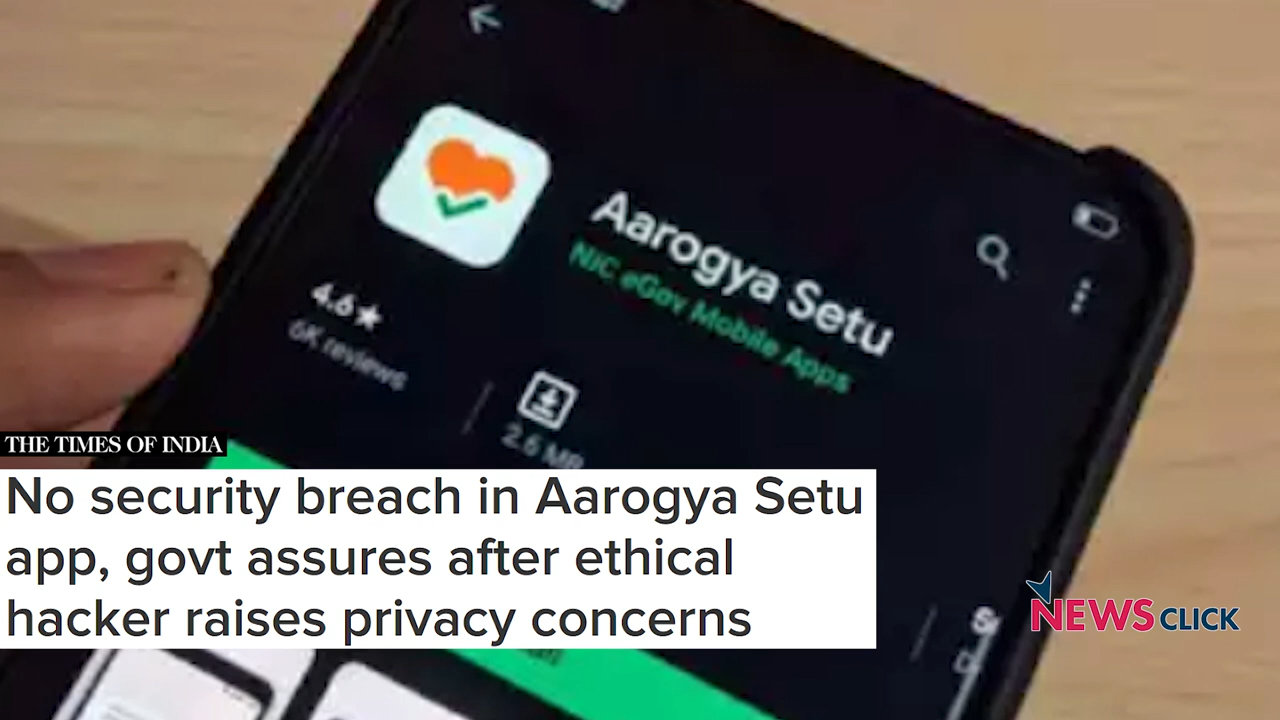 Aarogya Setu
NIC eGov Mobile Apps
4.6★
6K reviews
2.6 MB
THE TIMES OF INDIA
No security breach in Aarogya Setu
app, govt assures after ethical
hacker raises privacy concerns
NEWSCLICK